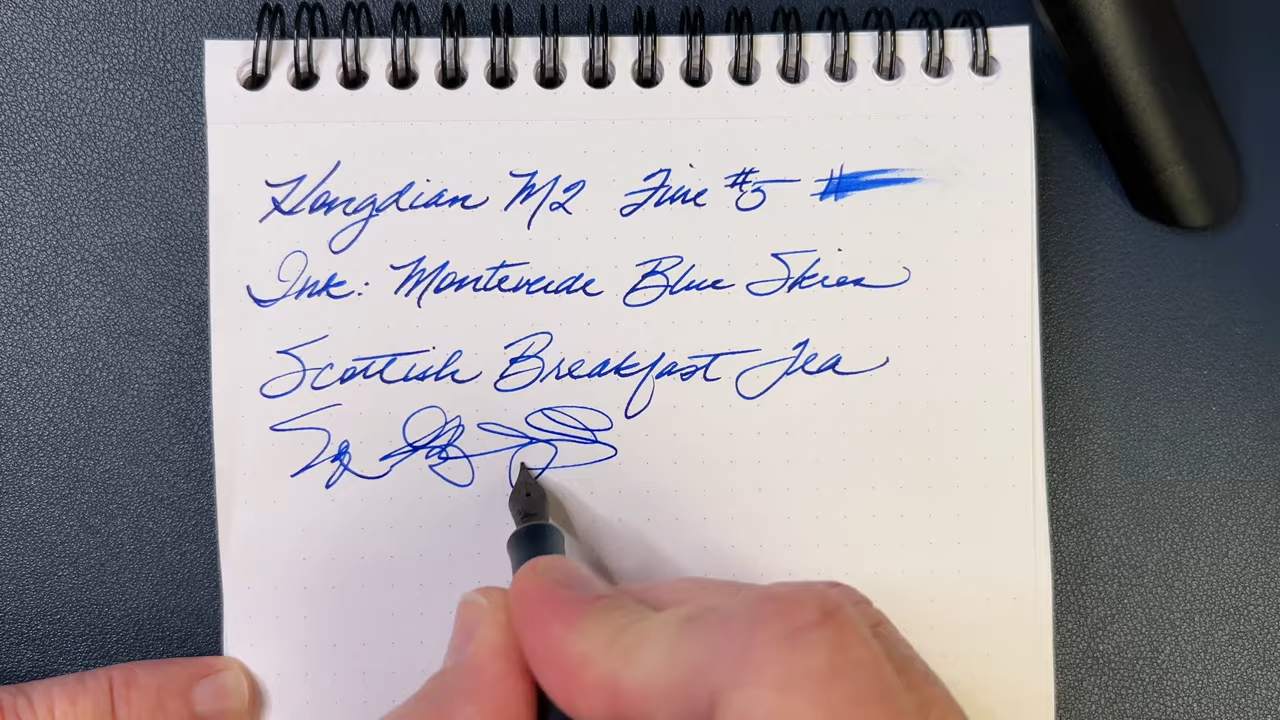 Hongdian M2 Fine #5 #
Ink: Monteverde Blue Skies
Scottish Breakfast Tea